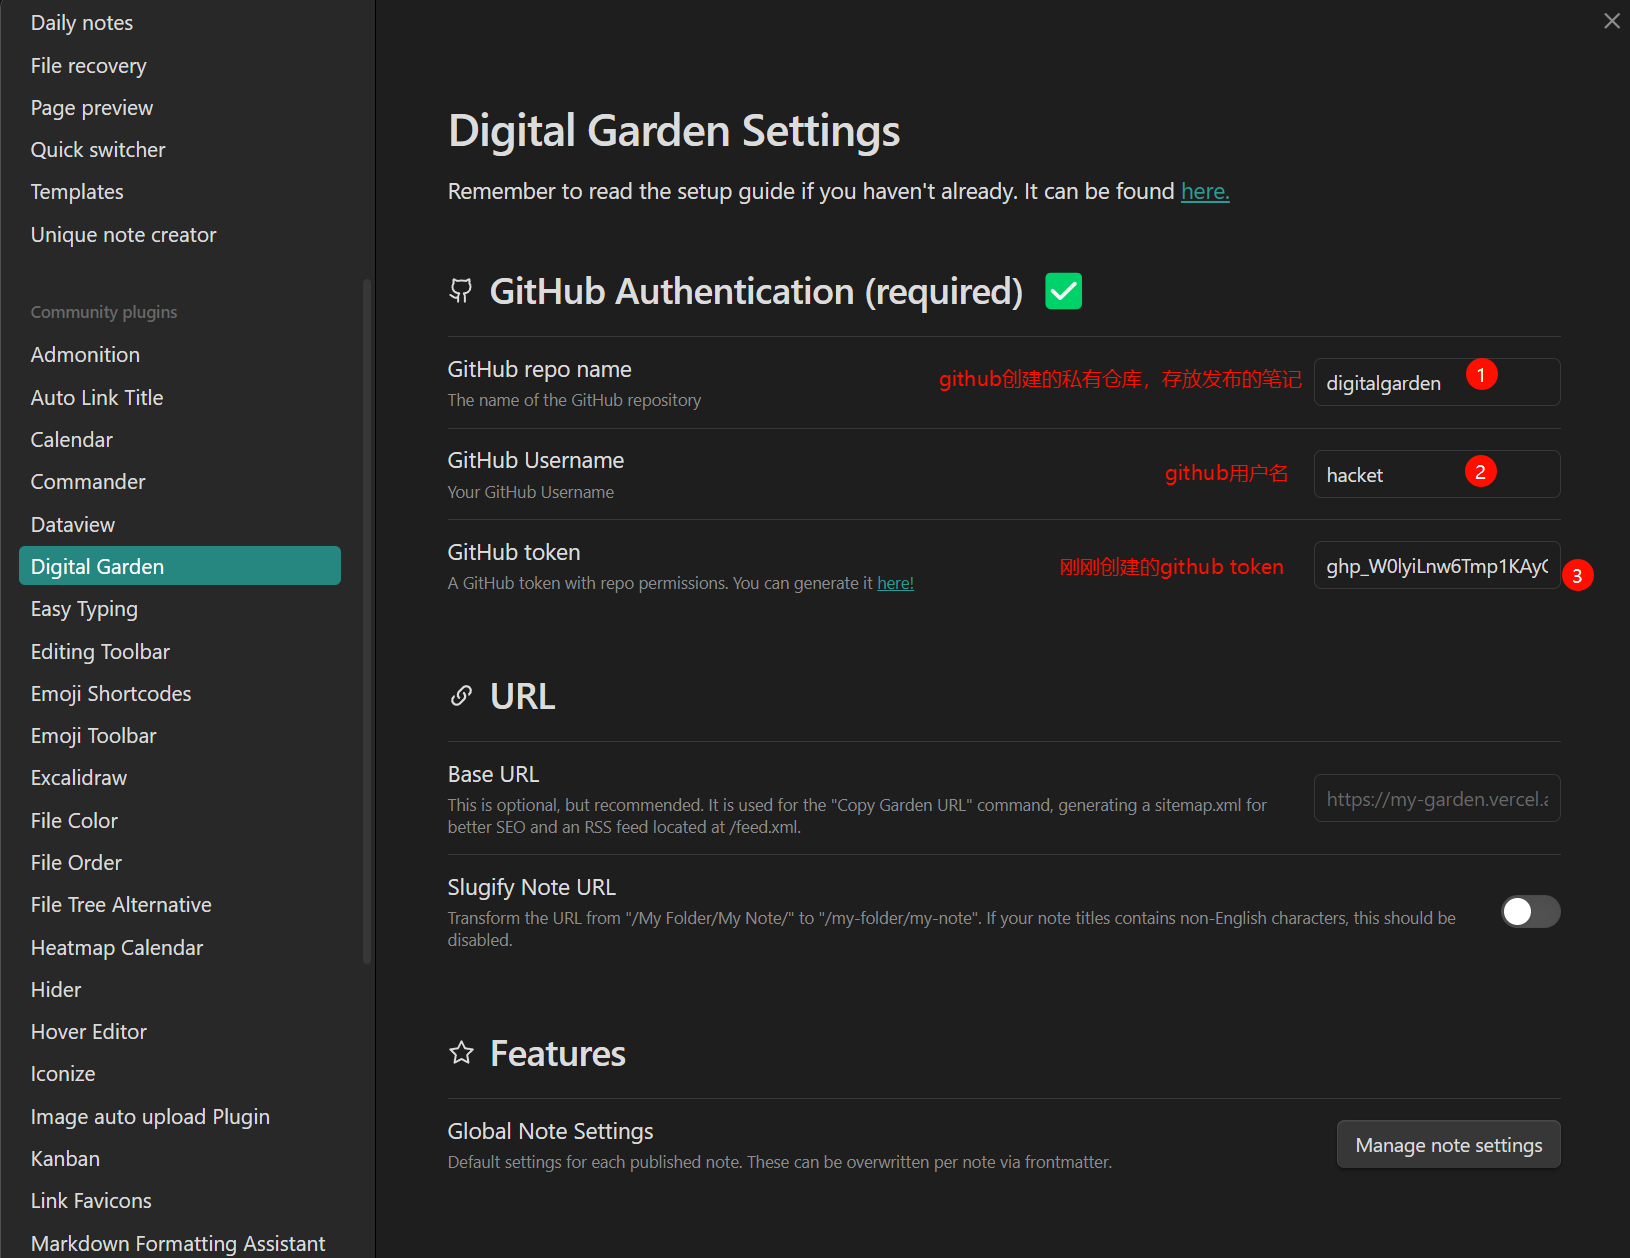 Daily notes
File recovery
Page preview
Quick switcher
Templates
Unique note creator
Community plugins
Admonition
Auto Link Title
Calendar
Commander
Dataview
Digital Garden
Easy Typing
Editing Toolbar
Emoji Shortcodes
Emoji Toolbar
Excalidraw
File Color
File Order
File Tree Alternative
Heatmap Calendar
Hider
Hover Editor
Iconize
Image auto upload Plugin
Kanban
Link Favicons
Markdown Formatting Assistant
Digital Garden Settings
Remember to read the setup guide if you haven't already. It can be found here.
GitHub Authentication (required)
GitHub repo name
The name of the GitHub repository
github创建的私有仓库，存放发布的笔记
digitalgarden
1
GitHub Username
Your GitHub Username
github用户名
hacket
2
GitHub token
A GitHub token with repo permissions. You can generate it here!
刚刚创建的github token
ghp_W0lyiLnw6Tmp1KAy
3
URL
Base URL
This is optional, but recommended. It is used for the "Copy Garden URL" command, generating a sitemap.xml for
better SEO and an RSS feed located at /feed.xml.
https://my-garden.vercel.a
Slugify Note URL
Transform the URL from "/My Folder/My Note/" to "/my-folder/my-note". If your note titles contains non-English characters, this should be
disabled.
Features
Global Note Settings
Default settings for each published note. These can be overwritten per note via frontmatter.
Manage note settings